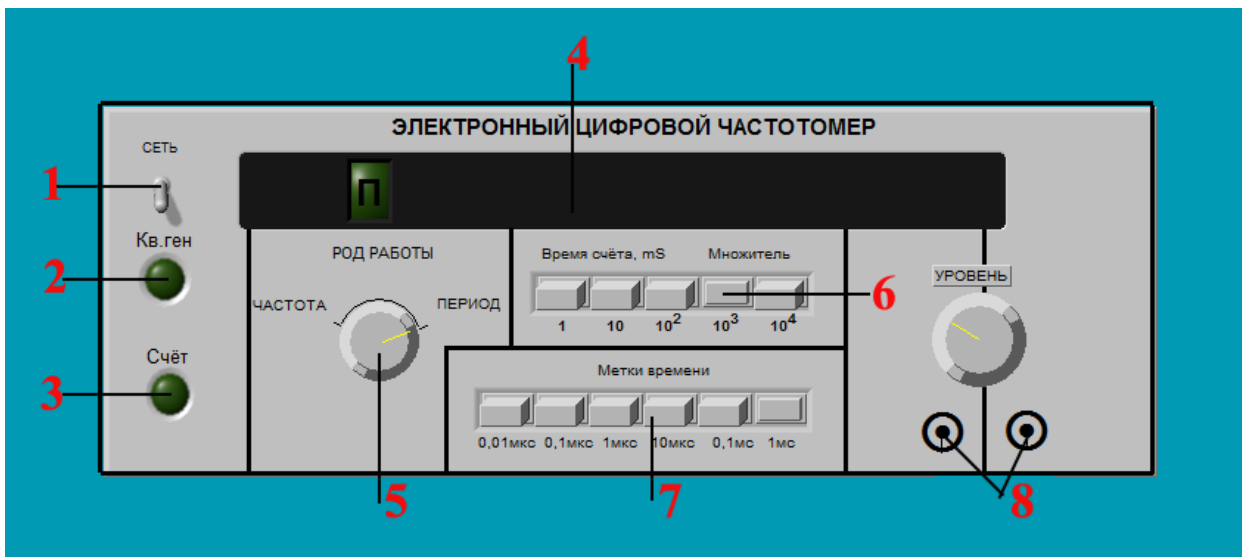 4
ЭЛЕКТРОННЫЙ ЦИФРОВОЙ ЧАСТОТОМЕР
СЕТЬ
1
П
Кв.ген
2
РОД РАБОТЫ
ЧАСТОТА
ПЕРИОД
Время счёта, mS Множитель
6
1 10 10² 10³ 10⁴
УРОВЕНЬ
Счёт
3
Метки времени
0,01мкс 0,1мкс 1мкс 10мкс 0,1мс 1мс
5
7
8